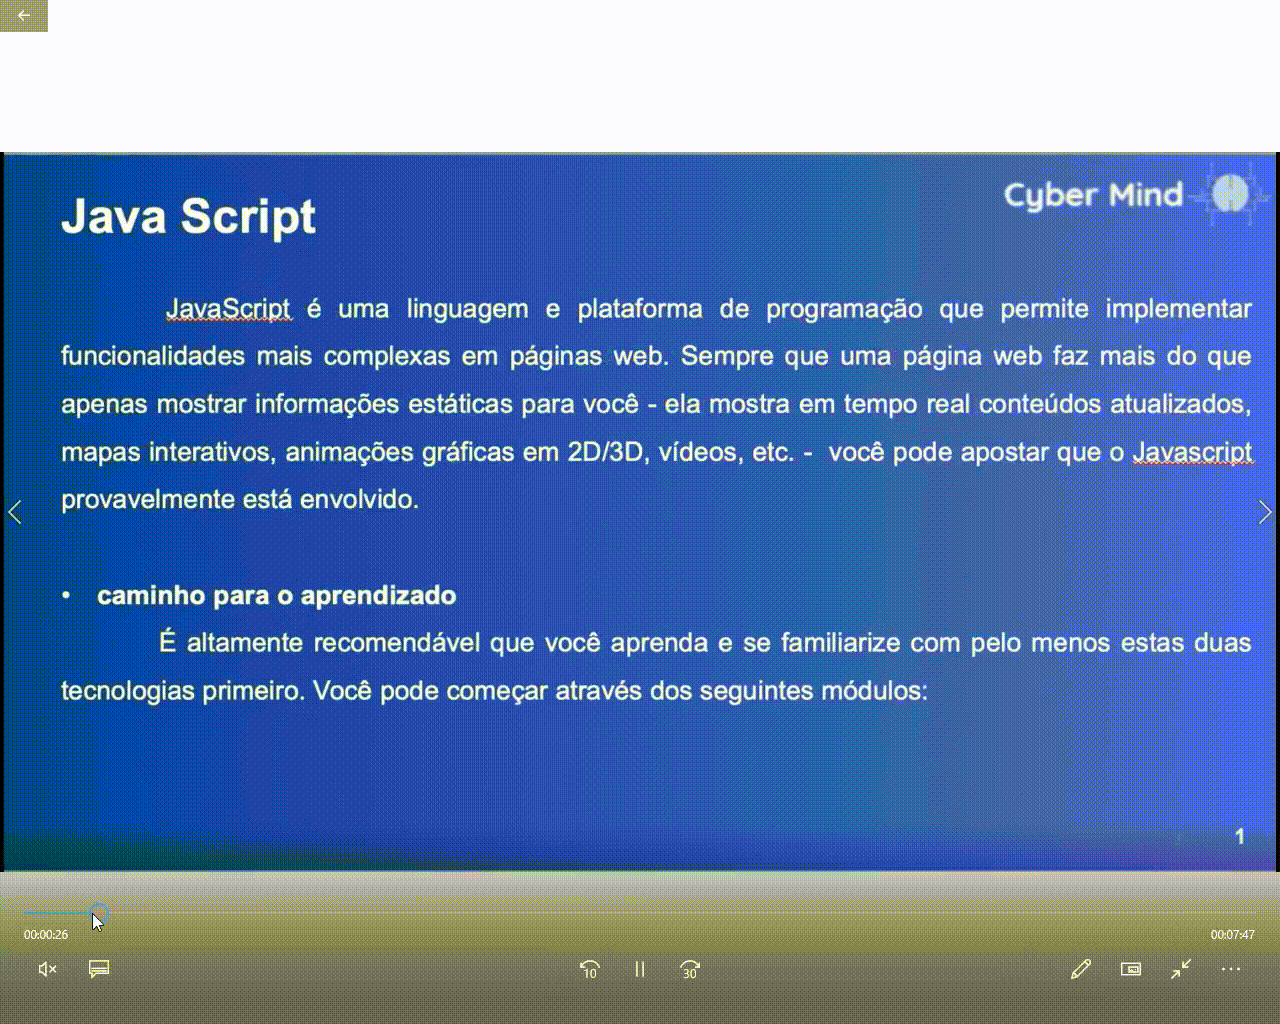 Cyber Mind
Java Script
JavaScript é uma linguagem e plataforma de programação que permite implementar
funcionalidades mais complexas em páginas web. Sempre que uma página web faz mais do que
apenas mostrar informações estáticas para você - ela mostra em tempo real conteúdos atualizados,
mapas interativos, animações gráficas em 2D/3D, vídeos, etc. - você pode apostar que o Javascript
provavelmente está envolvido.
• caminho para o aprendizado
É altamente recomendável que você aprenda e se familiarize com pelo menos estas duas
tecnologias primeiro. Você pode começar através dos seguintes módulos:
1
00:00:26
00:07:47
10
30